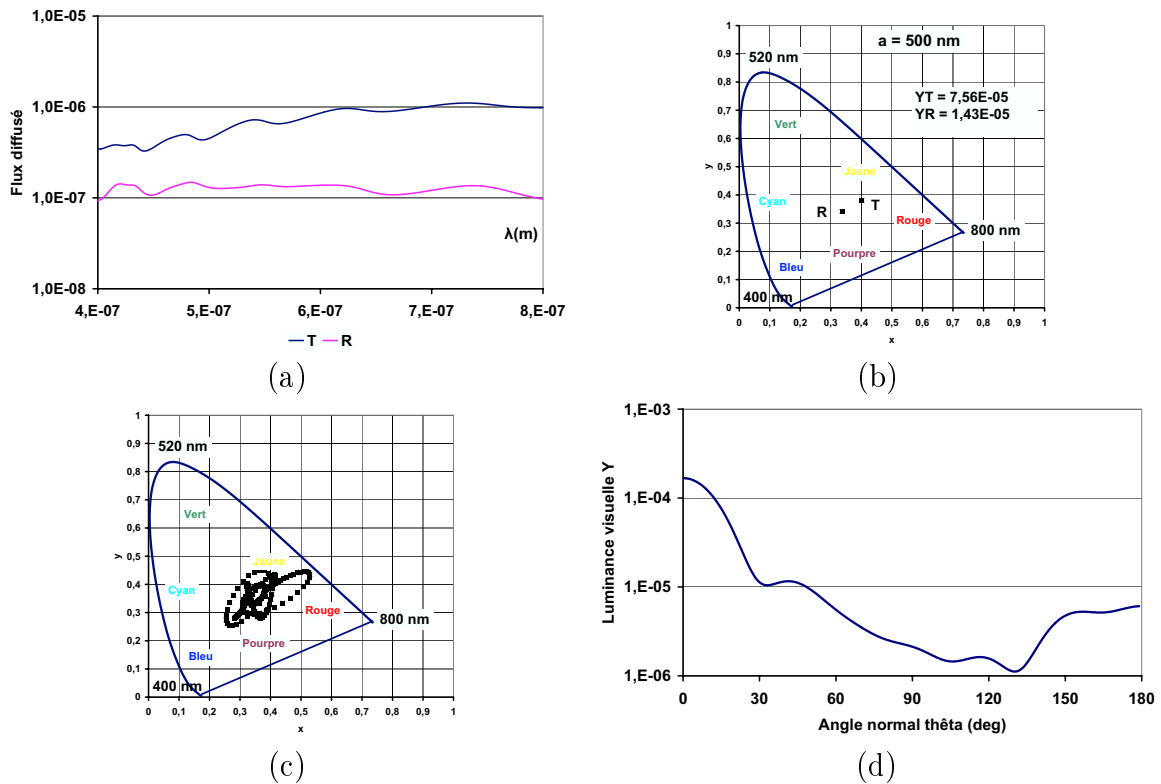 1,0E-05
1,0E-06
1,0E-07
1,0E-08
Flux diffusé
λ(m)
4,E-07 5,E-07 6,E-07 7,E-07 8,E-07
T R
(a)
1
0,9
0,8
0,7
0,6
0,5
0,4
0,3
0,2
0,1
0
y
a = 500 nm
520 nm
YT = 7,56E-05
YR = 1,43E-05
Vert
Jaune
Cyan
R T
Rouge
800 nm
Pourpre
Bleu
400 nm
0 0,1 0,2 0,3 0,4 0,5 0,6 0,7 0,8 0,9 1
x
(b)
1
0,9
0,8
0,7
0,6
0,5
0,4
0,3
0,2
0,1
0
y
520 nm
Vert
Jaune
Cyan
Rouge
800 nm
Pourpre
Bleu
400 nm
0 0,1 0,2 0,3 0,4 0,5 0,6 0,7 0,8 0,9 1
x
(c)
1,E-03
1,E-04
1,E-05
1,E-06
Luminance visuelle Y
0 30 60 90 120 150 180
Angle normal thêta (deg)
(d)